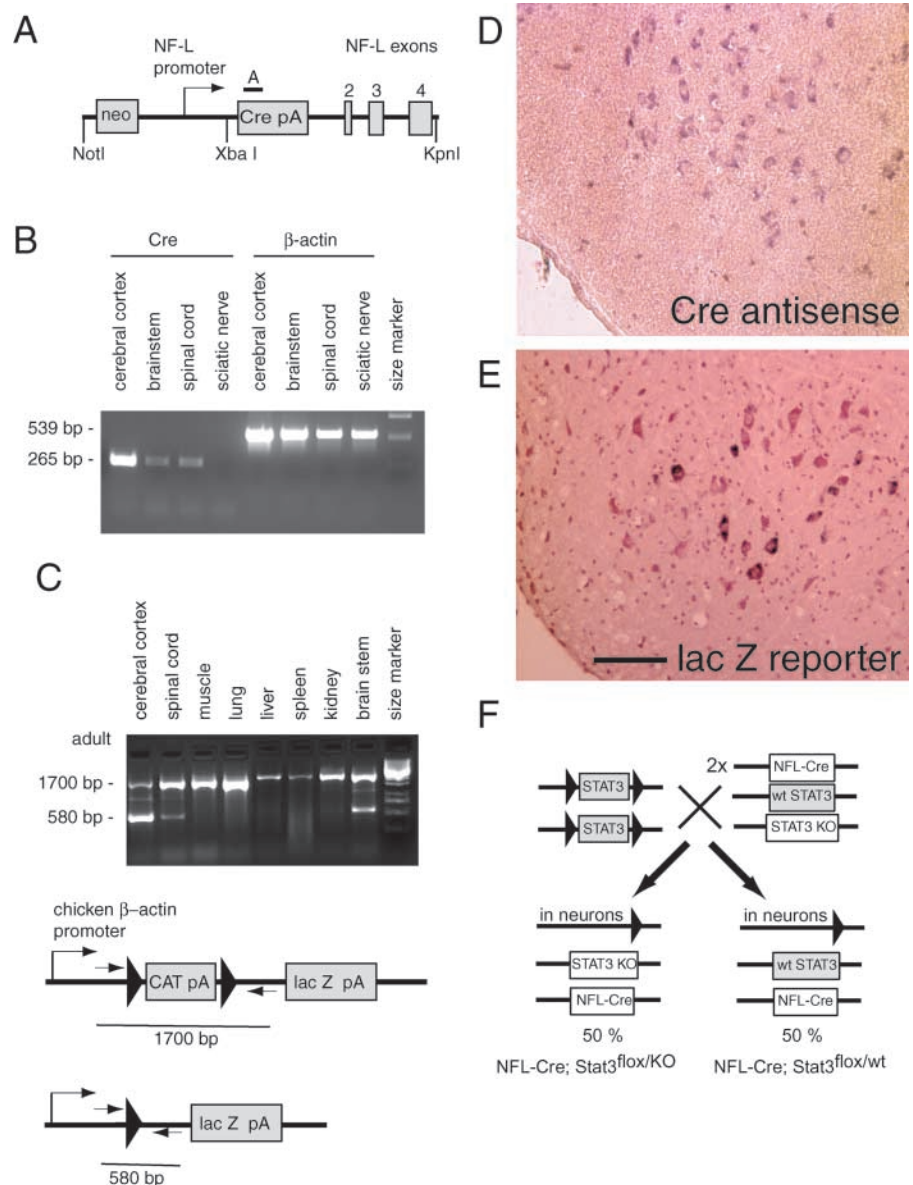 A
NF-L promoter
NF-L exons
A
neo
Cre pA
2
3
4
NotI
Xba I
KpnI
B
Cre
β-actin
cerebral cortex
brainstem
spinal cord
sciatic nerve
cerebral cortex
brainstem
spinal cord
sciatic nerve
size marker
539 bp -
265 bp -
C
cerebral cortex
spinal cord
muscle
lung
liver
spleen
kidney
brain stem
size marker
adult
1700 bp -
580 bp -
chicken β–actin
promoter
CAT pA
lac Z pA
1700 bp
lac Z pA
580 bp
D
Cre antisense
E
lac Z reporter
F
STAT3
STAT3
2x
NFL-Cre
wt STAT3
STAT3 KO
in neurons
STAT3 KO
NFL-Cre
50 %
NFL-Cre; Stat3flox/KO
in neurons
wt STAT3
NFL-Cre
50 %
NFL-Cre; Stat3flox/wt